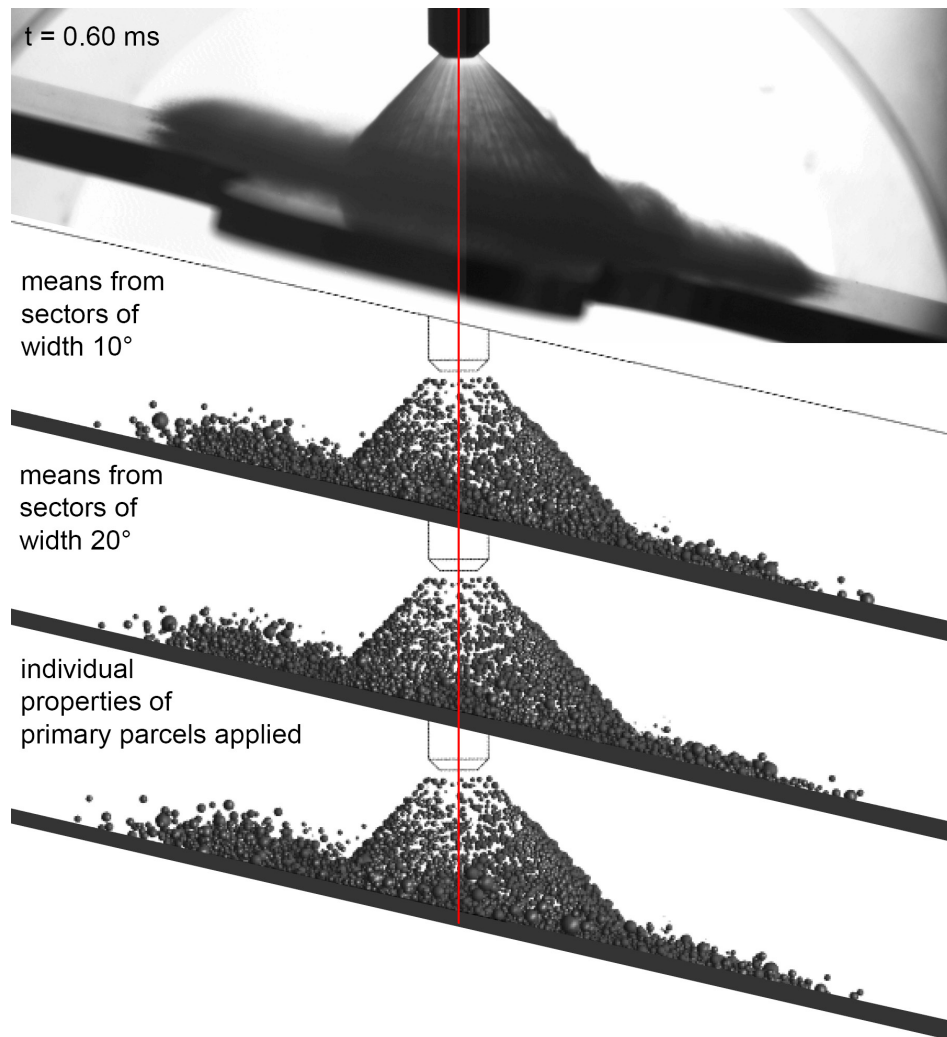 t = 0.60 ms
means from
sectors of
width 10°
means from
sectors of
width 20°
individual
properties of
primary parcels applied